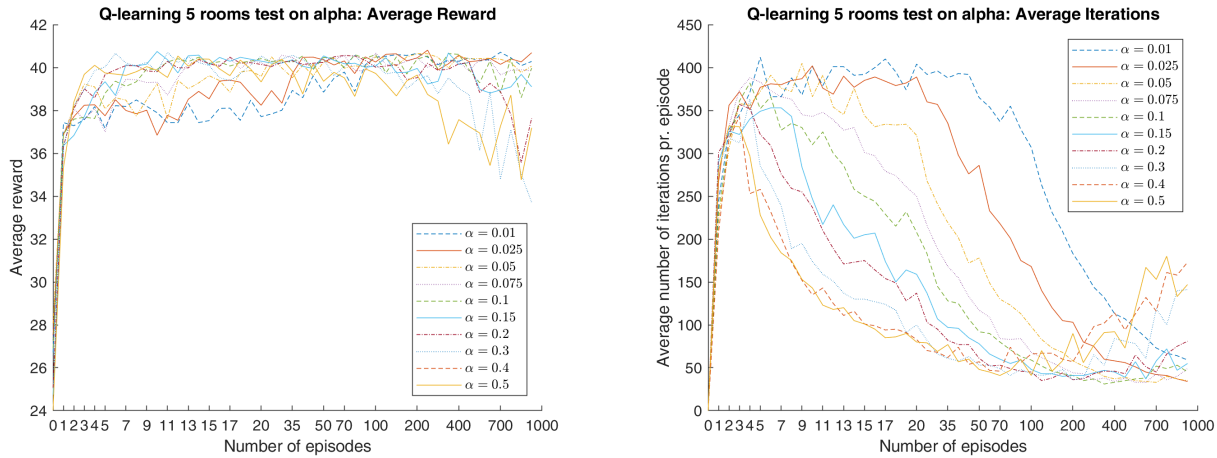 Q-learning 5 rooms test on alpha: Average Reward
42
40
38
36
34
32
30
28
26
24
Average reward
α = 0.01
α = 0.025
α = 0.05
α = 0.075
α = 0.1
α = 0.15
α = 0.2
α = 0.3
α = 0.4
α = 0.5
0 1 2 3 4 5 7 9 11 13 15 17 20 35 50 70 100 200 400 700 1000
Number of episodes
Q-learning 5 rooms test on alpha: Average Iterations
450
400
350
300
250
200
150
100
50
0
Average number of iterations pr. episode
α = 0.01
α = 0.025
α = 0.05
α = 0.075
α = 0.1
α = 0.15
α = 0.2
α = 0.3
α = 0.4
α = 0.5
0 1 2 3 4 5 7 9 11 13 15 17 20 35 50 70 100 200 400 700 1000
Number of episodes